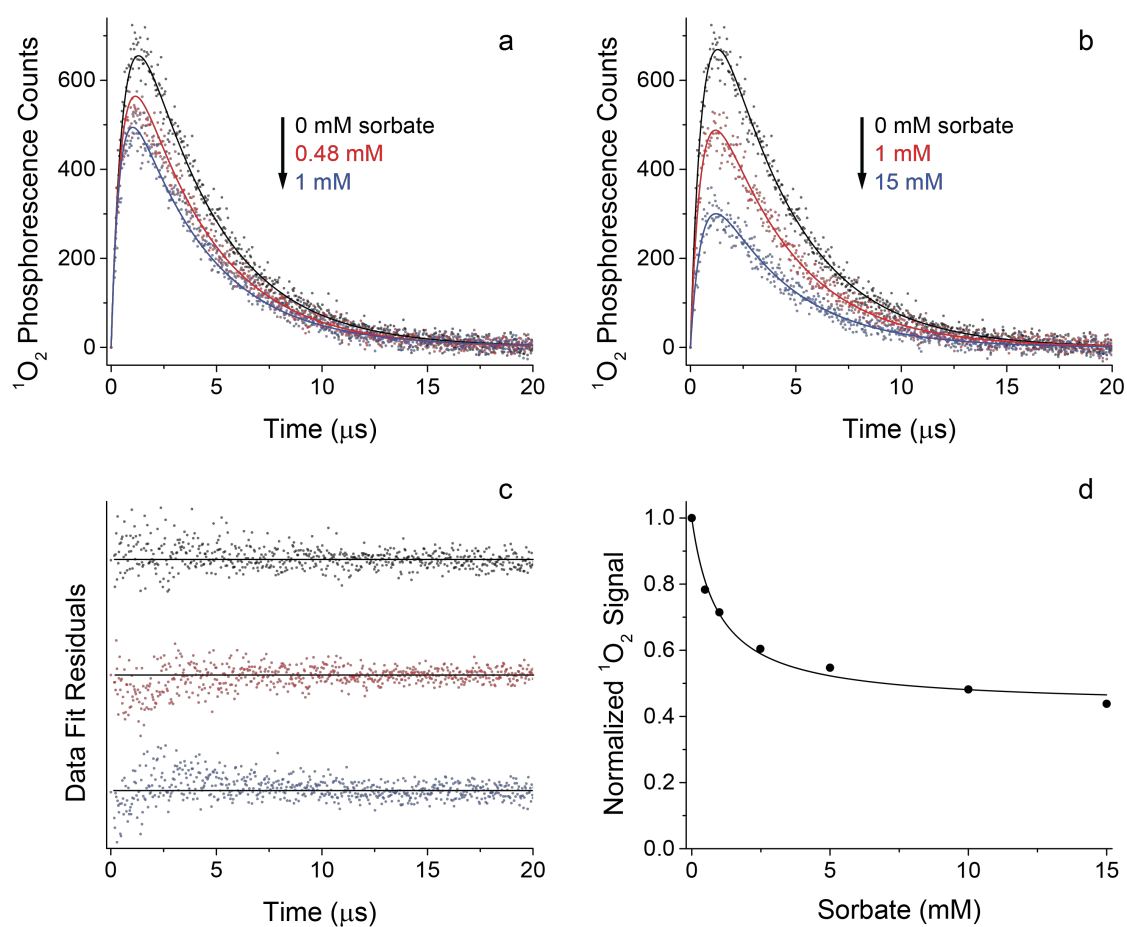 a
¹O₂ Phosphorescence Counts
600
400
200
0
0 mM sorbate
0.48 mM
1 mM
0 5 10 15 20
Time (μs)
b
¹O₂ Phosphorescence Counts
600
400
200
0
0 mM sorbate
1 mM
15 mM
0 5 10 15 20
Time (μs)
c
Data Fit Residuals
0 5 10 15 20
Time (μs)
d
Normalized ¹O₂ Signal
1.0
0.8
0.6
0.4
0.2
0.0
0 5 10 15
Sorbate (mM)